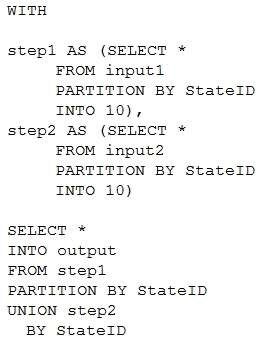 WITH
step1 AS (SELECT *
FROM input1
PARTITION BY StateID
INTO 10),
step2 AS (SELECT *
FROM input2
PARTITION BY StateID
INTO 10)
SELECT *
INTO output
FROM step1
PARTITION BY StateID
UNION step2
BY StateID